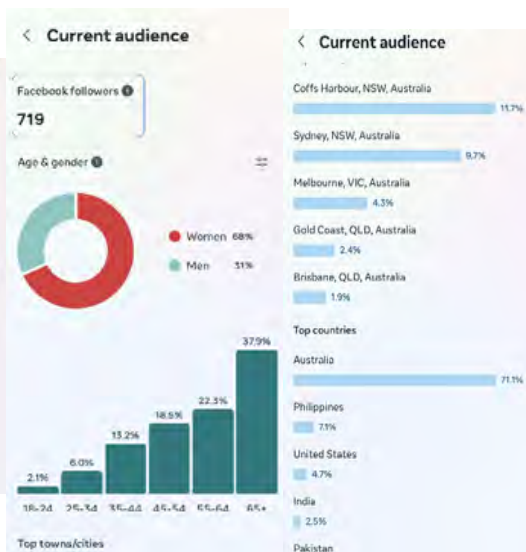 Current audience
Facebook followers
719
Age & gender
Women 68%
Men 31%
37.9%
22.3%
18.5%
13.2%
6.0%
2.1%
18-24 25-34 35-44 45-54 55-64 65+
Top towns/cities
Current audience
Coffs Harbour, NSW, Australia
11.7%
Sydney, NSW, Australia
9.7%
Melbourne, VIC, Australia
4.3%
Gold Coast, QLD, Australia
2.4%
Brisbane, QLD, Australia
1.9%
Top countries
Australia
71.1%
Philippines
7.1%
United States
4.7%
India
2.5%
Pakistan